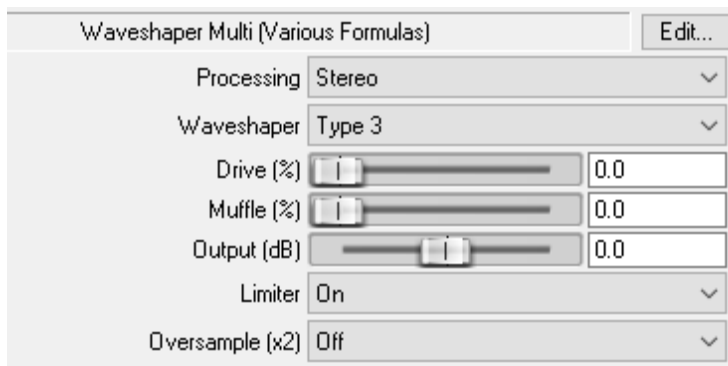 Waveshaper Multi (Various Formulas) Edit...
Processing Stereo
Waveshaper Type 3
Drive (%) 0.0
Muffle (%) 0.0
Output (dB) 0.0
Limiter On
Oversample (x2) Off